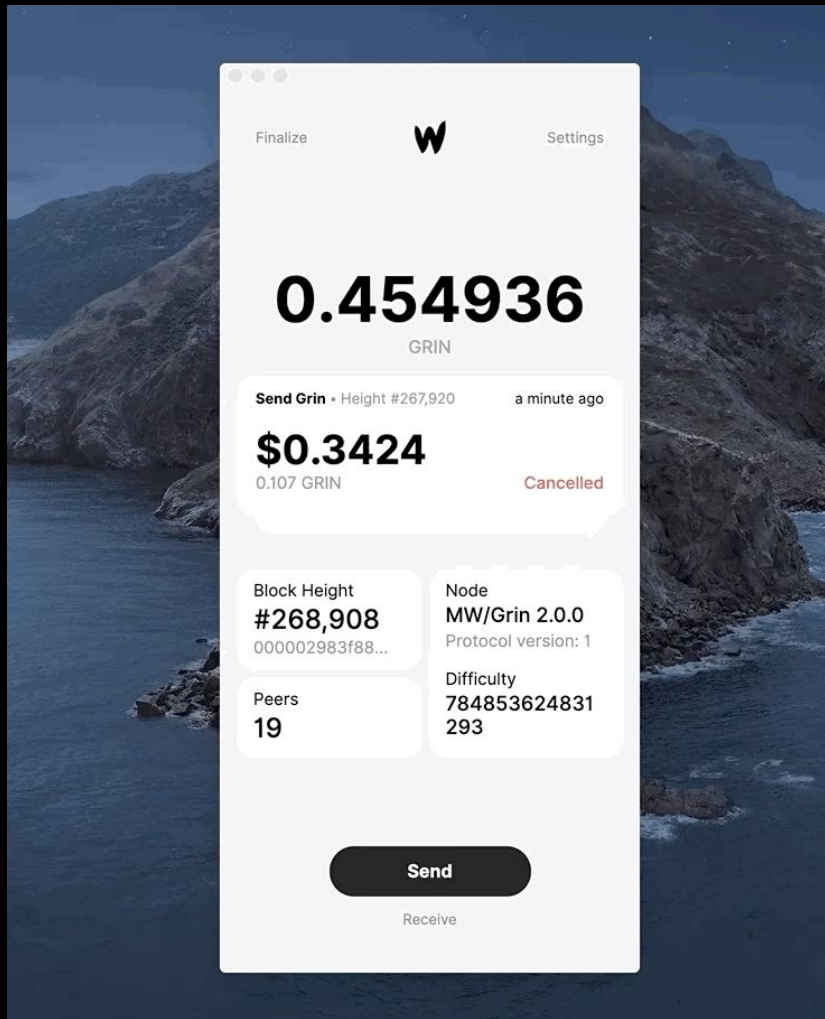 Finalize
Settings
0.454936
GRIN
Send Grin • Height #267,920
a minute ago
$0.3424
0.107 GRIN
Cancelled
Block Height
#268,908
000002983f88...
Peers
19
Node
MW/Grin 2.0.0
Protocol version: 1
Difficulty
784853624831
293
Send
Receive